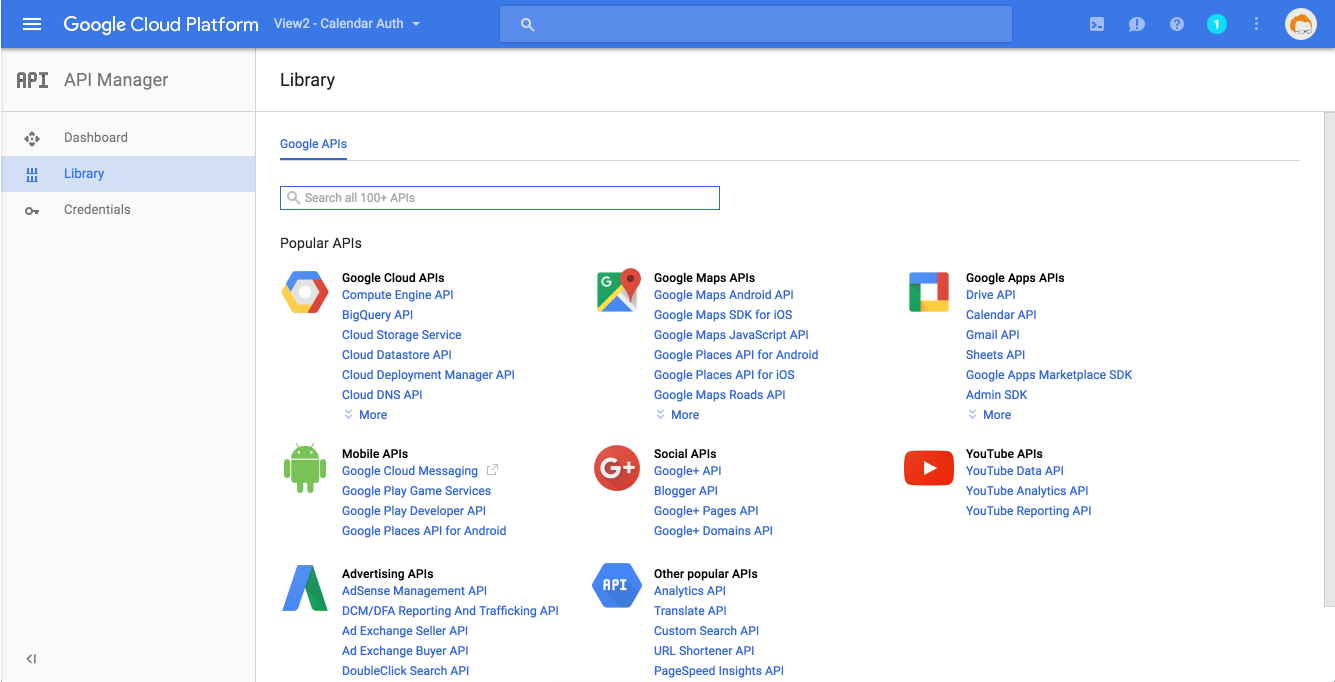 Google Cloud Platform
View2 - Calendar Auth
1
API
API Manager
Library
Dashboard
Library
Credentials
Google APIs
Search all 100+ APIs
Popular APIs
Google Cloud APIs
Compute Engine API
BigQuery API
Cloud Storage Service
Cloud Datastore API
Cloud Deployment Manager API
Cloud DNS API
More
G
Google Maps APIs
Google Maps Android API
Google Maps SDK for iOS
Google Maps JavaScript API
Google Places API for Android
Google Places API for iOS
Google Maps Roads API
More
Google Apps APIs
Drive API
Calendar API
Gmail API
Sheets API
Google Apps Marketplace SDK
Admin SDK
More
Mobile APIs
Google Cloud Messaging
Google Play Game Services
Google Play Developer API
Google Places API for Android
G+
Social APIs
Google+ API
Blogger API
Google+ Pages API
Google+ Domains API
YouTube APIs
YouTube Data API
YouTube Analytics API
YouTube Reporting API
Advertising APIs
AdSense Management API
DCM/DFA Reporting And Trafficking API
Ad Exchange Seller API
Ad Exchange Buyer API
DoubleClick Search API
API
Other popular APIs
Analytics API
Translate API
Custom Search API
URL Shortener API
PageSpeed Insights API